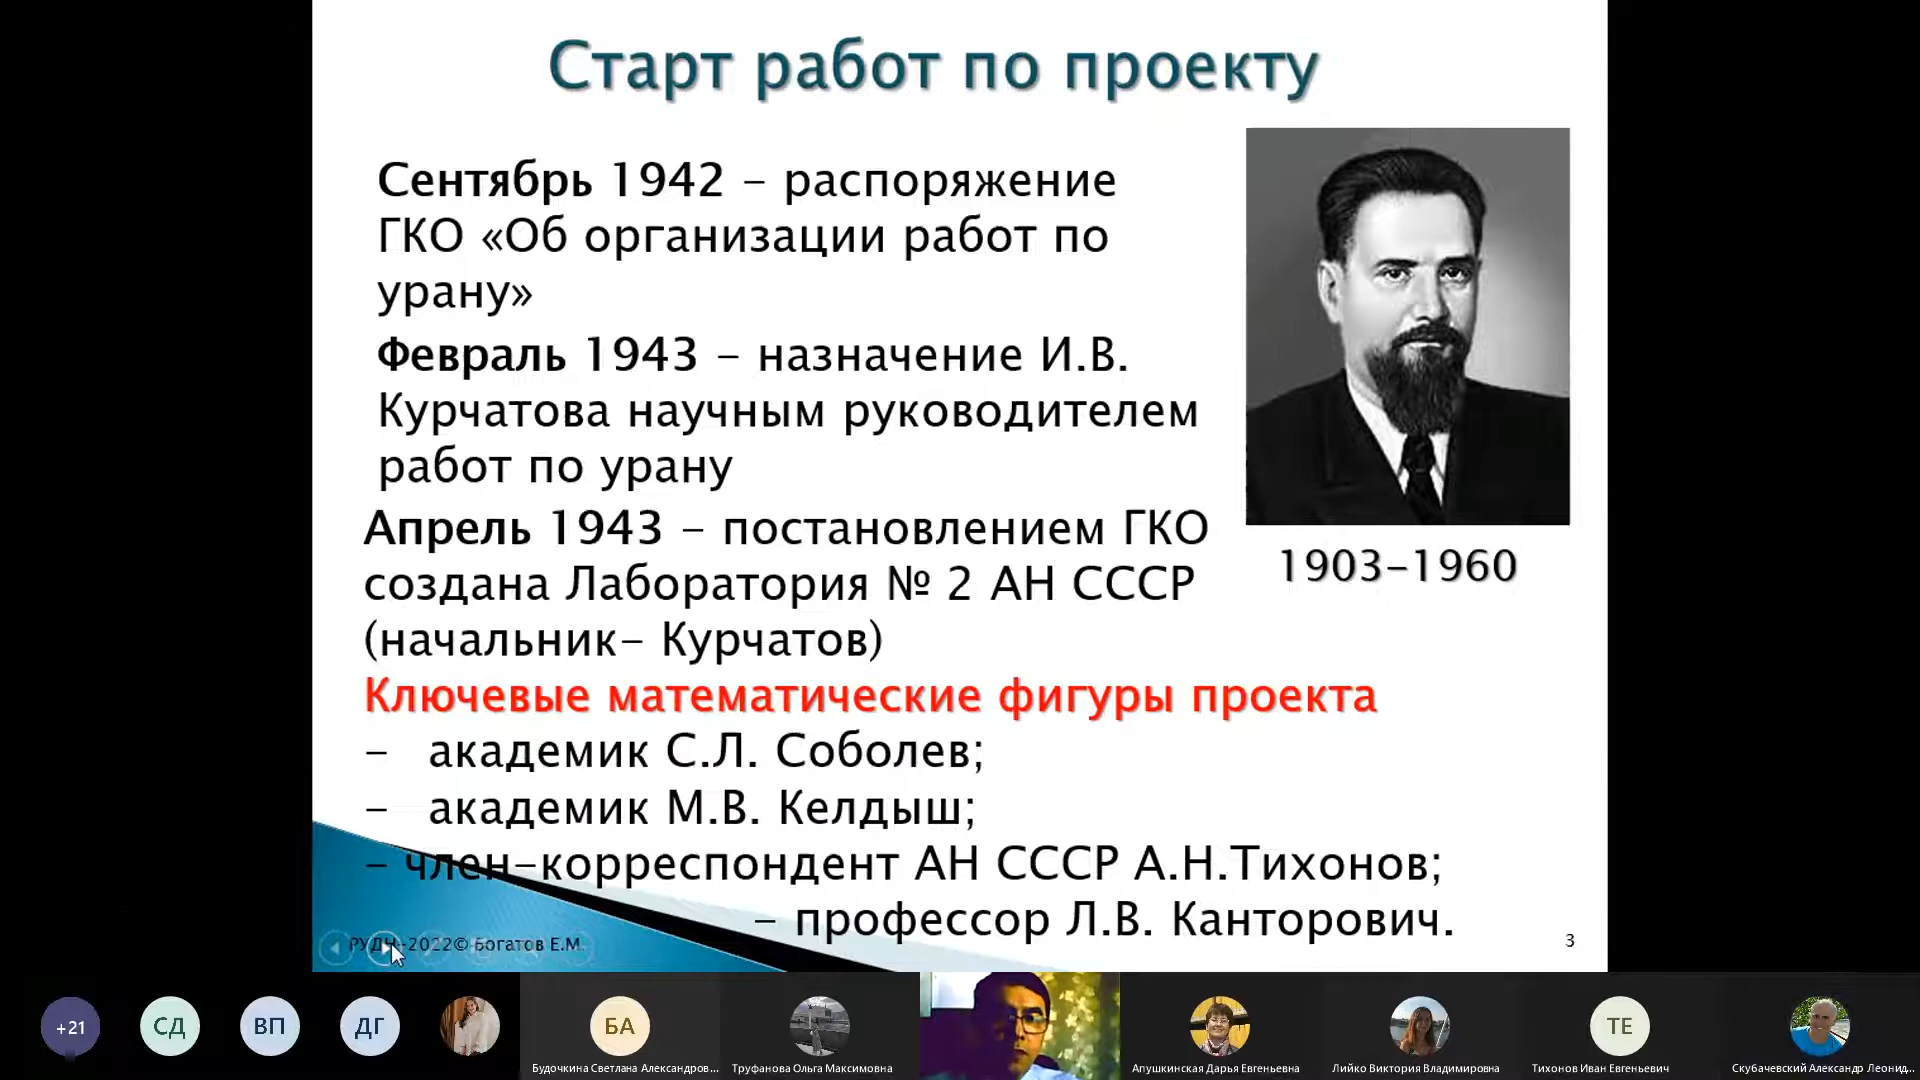 Старт работ по проекту
Сентябрь 1942 – распоряжение
ГКО «Об организации работ по
урану»
Февраль 1943 – назначение И.В.
Курчатова научным руководителем
работ по урану
Апрель 1943 – постановлением ГКО
создана Лаборатория № 2 АН СССР
(начальник– Курчатов)
1903-1960
Ключевые математические фигуры проекта
- академик С.Л. Соболев;
- академик М.В. Келдыш;
- член-корреспондент АН СССР А.Н.Тихонов;
- профессор Л.В. Канторович.
РУДН-2022© Богатов Е.М.
3
+21
СД
ВП
ДГ
БА
ТЕ
Будочкина Светлана Александров...
Труфанова Ольга Максимовна
Апушкинская Дарья Евгеньевна
Лийко Виктория Владимировна
Тихонов Иван Евгеньевич
Скубачевский Александр Леонид...